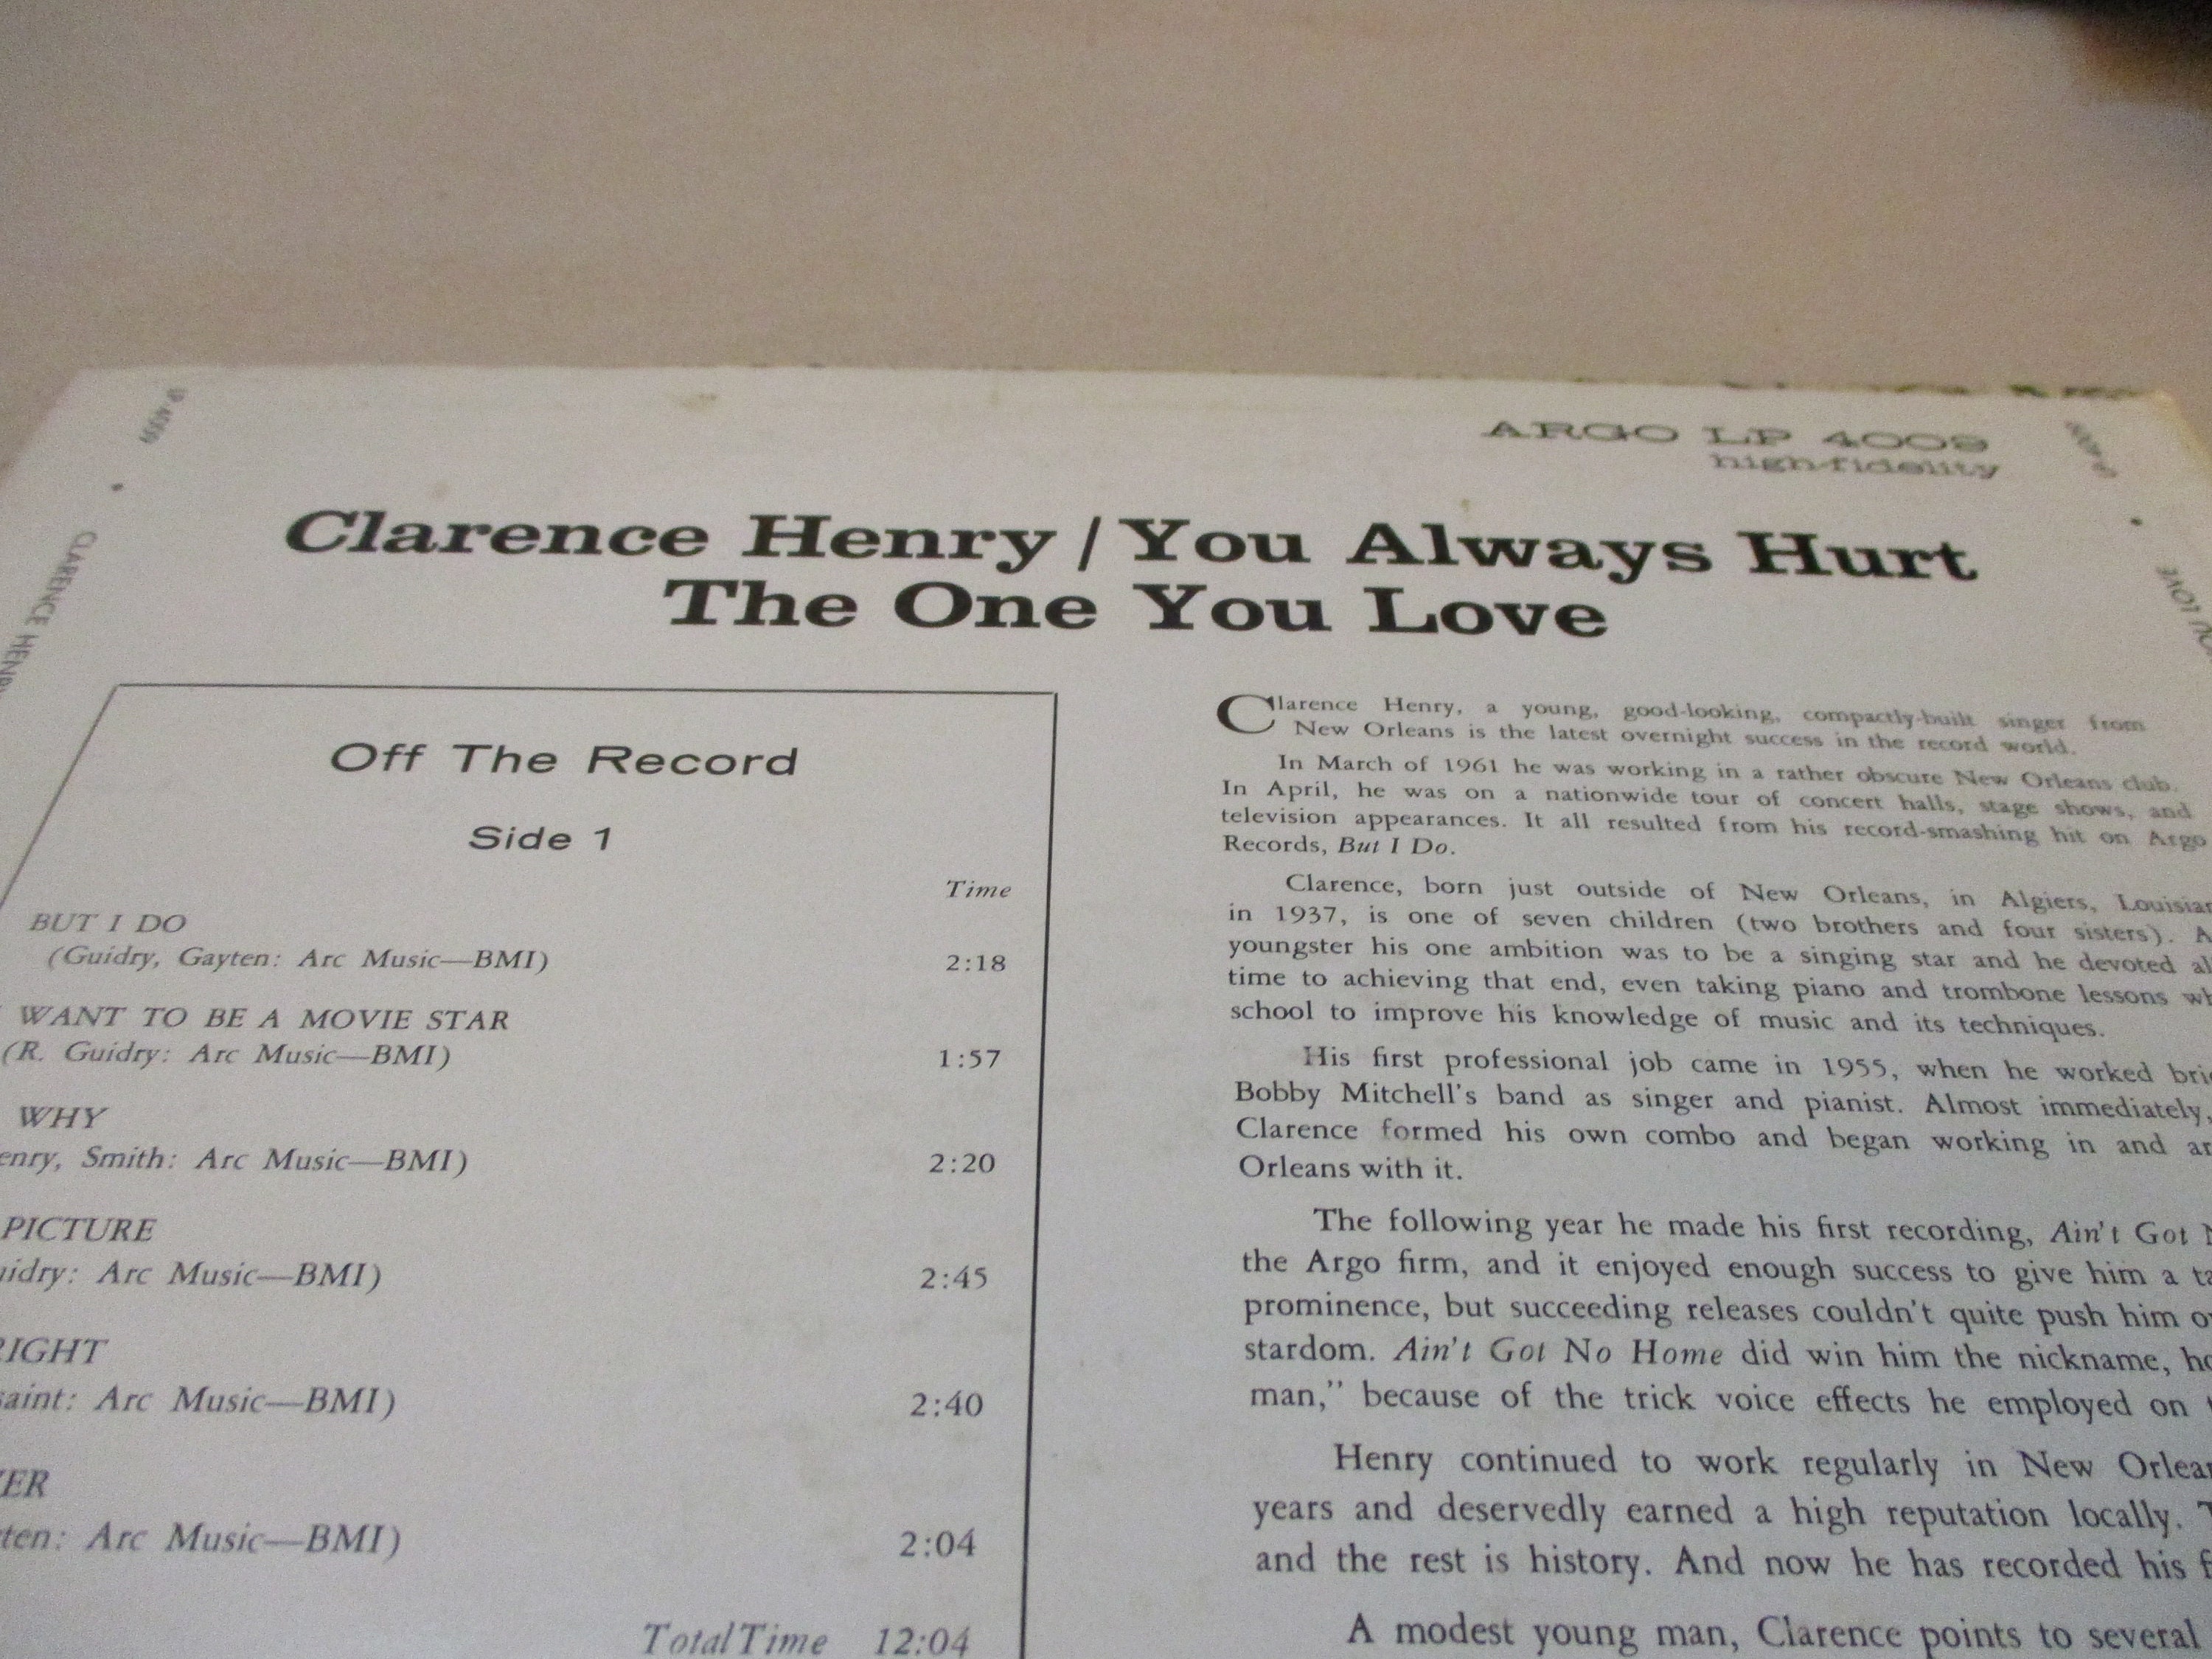 LP 4009
ARGO LP 4009
high-fidelity
Clarence Henry / You Always Hurt
The One You Love
CLARENCE HENR
YOU LOVE
Off The Record
Side 1
Time
BUT I DO
(Guidry, Gayten: Arc Music—BMI) 2:18
WANT TO BE A MOVIE STAR
(R. Guidry: Arc Music—BMI) 1:57
WHY
enry, Smith: Arc Music—BMI) 2:20
PICTURE
uidry: Arc Music—BMI) 2:45
RIGHT
saint: Arc Music—BMI) 2:40
ER
ten: Arc Music—BMI) 2:04
Total Time 12:04
Clarence Henry, a young, good-looking, compactly-built singer from
New Orleans is the latest overnight success in the record world.
In March of 1961 he was working in a rather obscure New Orleans club.
In April, he was on a nationwide tour of concert halls, stage shows, and
television appearances. It all resulted from his record-smashing hit on Argo
Records, But I Do.
Clarence, born just outside of New Orleans, in Algiers, Louisian
in 1937, is one of seven children (two brothers and four sisters). A
youngster his one ambition was to be a singing star and he devoted al
time to achieving that end, even taking piano and trombone lessons wh
school to improve his knowledge of music and its techniques.
His first professional job came in 1955, when he worked brie
Bobby Mitchell's band as singer and pianist. Almost immediately,
Clarence formed his own combo and began working in and ar
Orleans with it.
The following year he made his first recording, Ain't Got N
the Argo firm, and it enjoyed enough success to give him a ta
prominence, but succeeding releases couldn't quite push him o
stardom. Ain't Got No Home did win him the nickname, ho
man,” because of the trick voice effects he employed on t
Henry continued to work regularly in New Orlean
years and deservedly earned a high reputation locally. T
and the rest is history. And now he has recorded his f
A modest young man, Clarence points to several